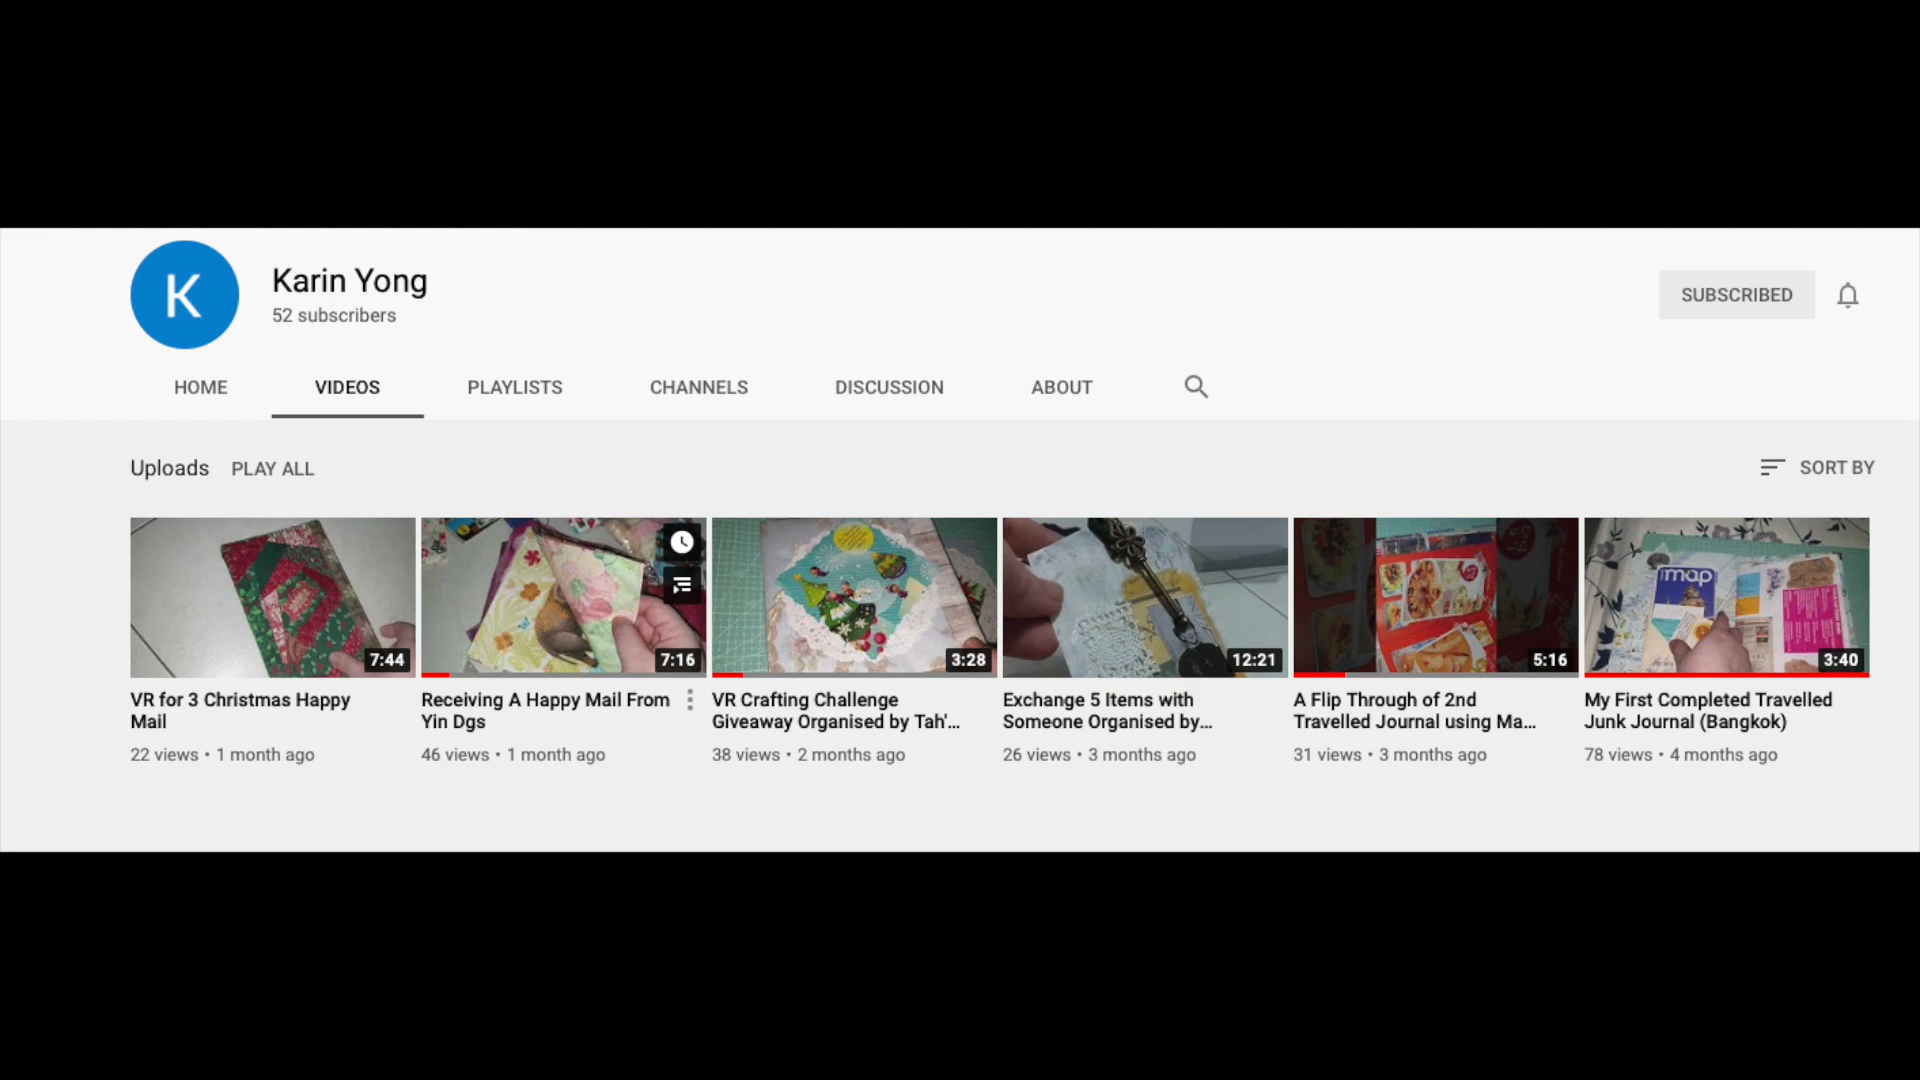 K
Karin Yong
52 subscribers
SUBSCRIBED
HOME
VIDEOS
PLAYLISTS
CHANNELS
DISCUSSION
ABOUT
Uploads
PLAY ALL
SORT BY
7:44
VR for 3 Christmas Happy
Mail
22 views • 1 month ago
7:16
Receiving A Happy Mail From
Yin Dgs
46 views • 1 month ago
3:28
VR Crafting Challenge
Giveaway Organised by Tah'...
38 views • 2 months ago
12:21
Exchange 5 Items with
Someone Organised by...
26 views • 3 months ago
5:16
A Flip Through of 2nd
Travelled Journal using Ma...
31 views • 3 months ago
map
3:40
My First Completed Travelled
Junk Journal (Bangkok)
78 views • 4 months ago